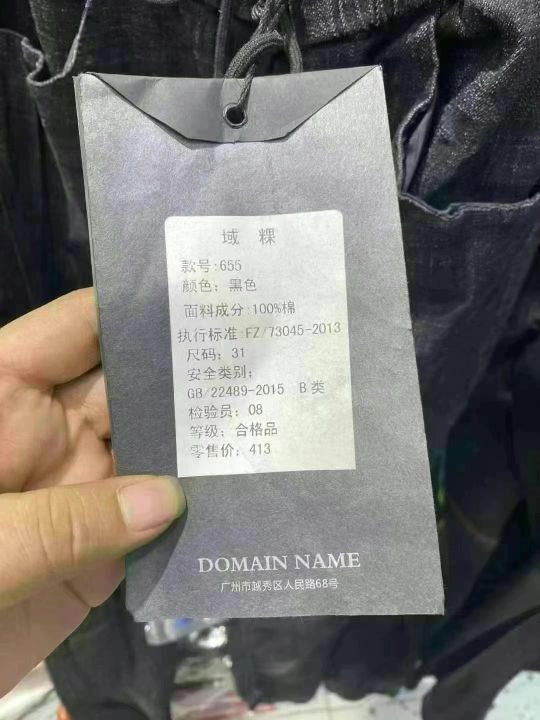 域 粿
款号:655
颜色：黑色
面料成分:100%棉
执行标准:FZ/73045-2013
尺码：31
安全类别；
GB/22489-2015 B类
检验员：08
等级；合格品
零售价：413
DOMAIN NAME
广州市越秀区人民路68号